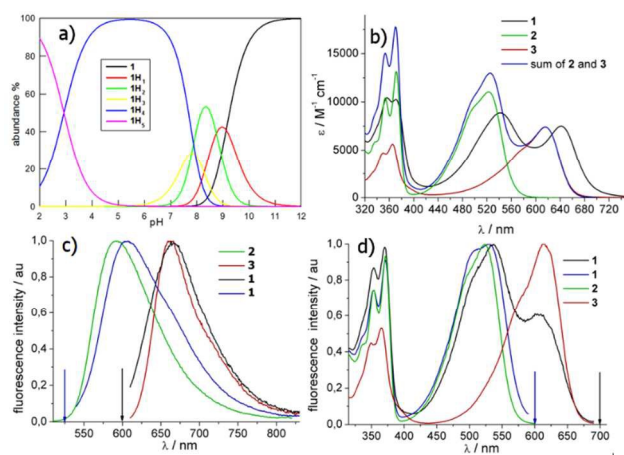 a)
1
1H1
1H2
1H3
1H4
1H5
abundance %
100
80
60
40
20
0
2 3 4 5 6 7 8 9 10 11 12
pH
b)
1
2
3
sum of 2 and 3
ε / M-1 cm-1
15000
10000
5000
0
320 360 400 440 480 520 560 600 640 680 720
λ / nm
c)
2
3
1
1
fluorescence intensity / au
1,0
0,8
0,6
0,4
0,2
0,0
550 600 650 700 750 800
λ / nm
d)
1
1
2
3
fluorescence intensity / au
1,0
0,8
0,6
0,4
0,2
0,0
350 400 450 500 550 600 650 700
λ / nm